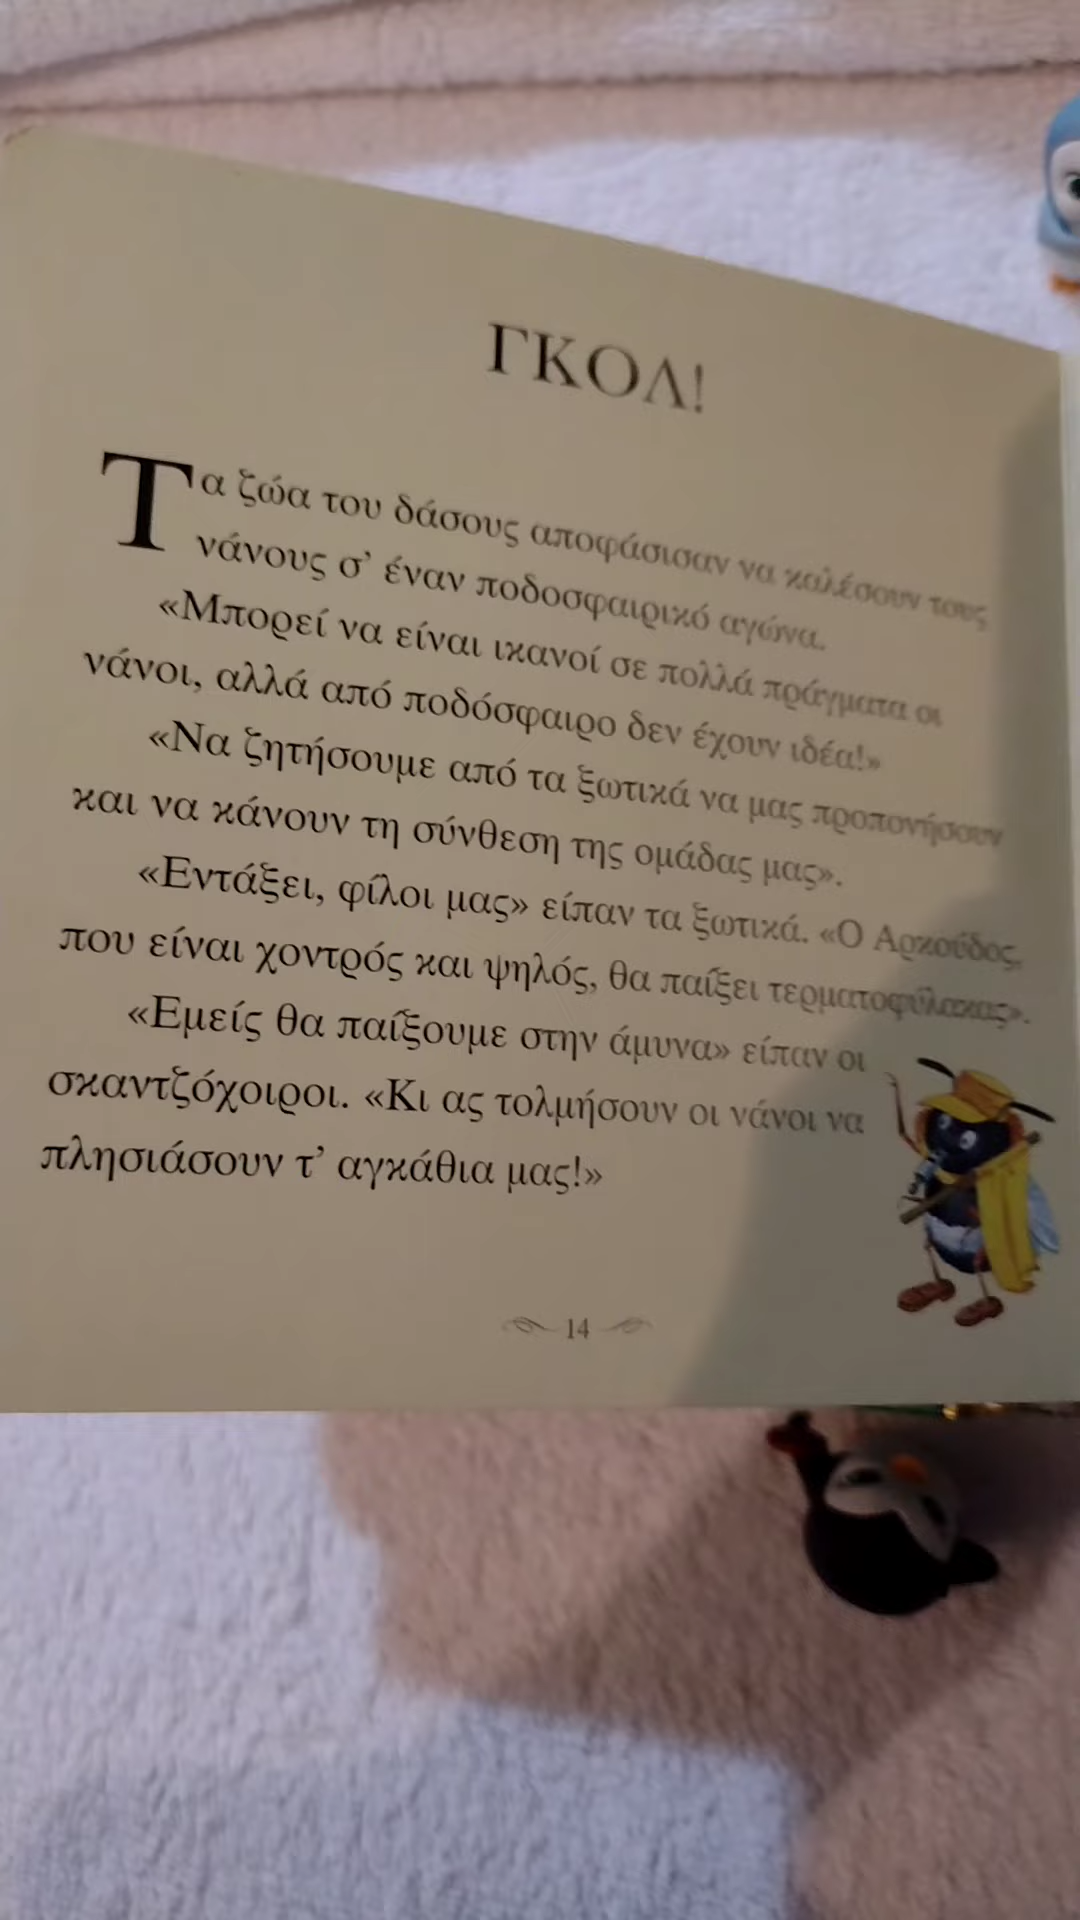 ΓΚΟΛ!
Τα ζώα του δάσους αποφάσισαν να καλέσουν τους
νάνους σ’ έναν ποδοσφαιρικό αγώνα.
«Μπορεί να είναι ικανοί σε πολλά πράγματα οι
νάνοι, αλλά από ποδόσφαιρο δεν έχουν ιδέα!»
«Να ζητήσουμε από τα ξωτικά να μας προπονήσουν
και να κάνουν τη σύνθεση της ομάδας μας».
«Εντάξει, φίλοι μας» είπαν τα ξωτικά. «Ο Αρκούδος,
που είναι χοντρός και ψηλός, θα παίξει τερματοφύλακας».
«Εμείς θα παίξουμε στην άμυνα» είπαν οι
σκαντζόχοιροι. «Κι ας τολμήσουν οι νάνοι να
πλησιάσουν τ’ αγκάθια μας!»
14